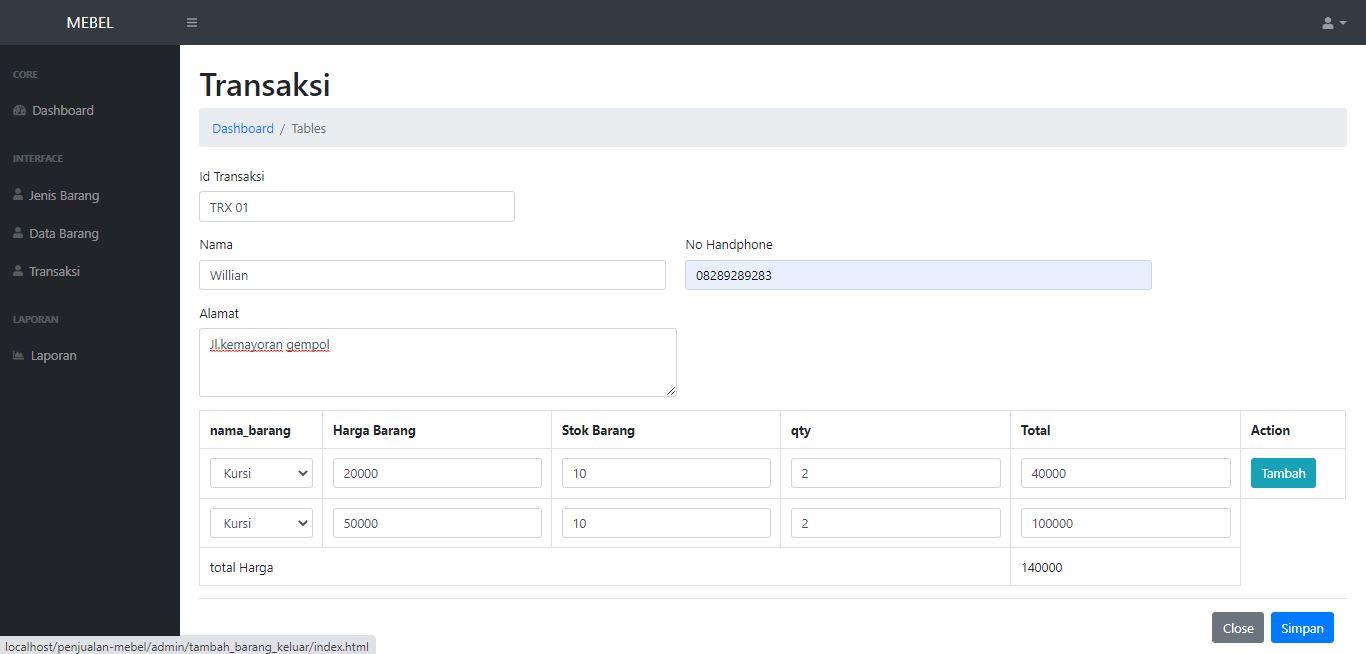 MEBEL
CORE
Dashboard
INTERFACE
Jenis Barang
Data Barang
Transaksi
LAPORAN
Laporan
Transaksi
Dashboard / Tables
Id Transaksi
TRX 01
Nama No Handphone
Willian 08289289283
Alamat
Jl.kemayoran gempol
nama_barang Harga Barang Stok Barang qty Total Action
Kursi 20000 10 2 40000 Tambah
Kursi 50000 10 2 100000
total Harga 140000
Close Simpan
localhost/penjualan-mebel/admin/tambah_barang_keluar/index.html